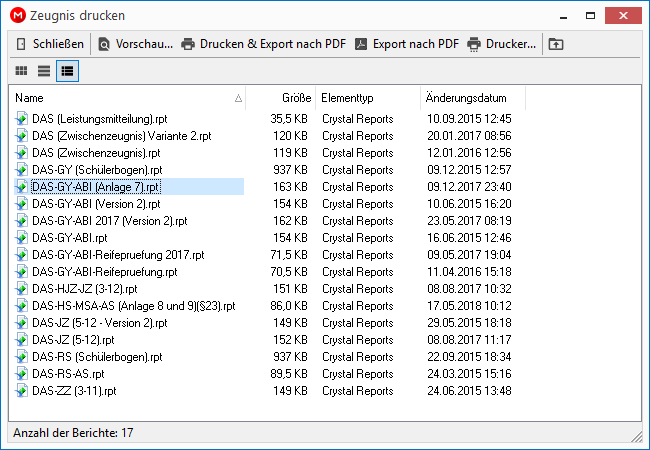 Zeugnis drucken
Schließen Vorschau... Drucken & Export nach PDF Export nach PDF Drucker...
Name Größe Elementtyp Änderungsdatum
DAS (Leistungsmitteilung).rpt 35,5 KB Crystal Reports 10.09.2015 12:45
DAS (Zwischenzeugnis) Variante 2.rpt 120 KB Crystal Reports 20.01.2017 08:56
DAS (Zwischenzeugnis).rpt 119 KB Crystal Reports 12.01.2016 12:56
DAS-GY (Schülerbogen).rpt 937 KB Crystal Reports 09.12.2015 12:57
DAS-GY-ABI (Anlage 7).rpt 163 KB Crystal Reports 09.12.2017 23:40
DAS-GY-ABI (Version 2).rpt 154 KB Crystal Reports 10.06.2015 16:20
DAS-GY-ABI 2017 (Version 2).rpt 162 KB Crystal Reports 23.05.2017 08:19
DAS-GY-ABI.rpt 154 KB Crystal Reports 16.06.2015 12:46
DAS-GY-ABI-Reifepruefung 2017.rpt 71,5 KB Crystal Reports 09.05.2017 19:04
DAS-GY-ABI-Reifepruefung.rpt 70,5 KB Crystal Reports 11.04.2016 15:18
DAS-HJZ-JZ (3-12).rpt 151 KB Crystal Reports 08.08.2017 10:32
DAS-HS-MSA-AS (Anlage 8 und 9)(§23).rpt 86,0 KB Crystal Reports 17.05.2018 10:12
DAS-JZ (5-12 - Version 2).rpt 149 KB Crystal Reports 29.05.2015 18:18
DAS-JZ (5-12).rpt 152 KB Crystal Reports 08.08.2017 11:17
DAS-RS (Schülerbogen).rpt 937 KB Crystal Reports 22.09.2015 18:34
DAS-RS-AS.rpt 89,5 KB Crystal Reports 24.03.2015 15:16
DAS-ZZ (3-11).rpt 149 KB Crystal Reports 24.06.2015 13:48
Anzahl der Berichte: 17